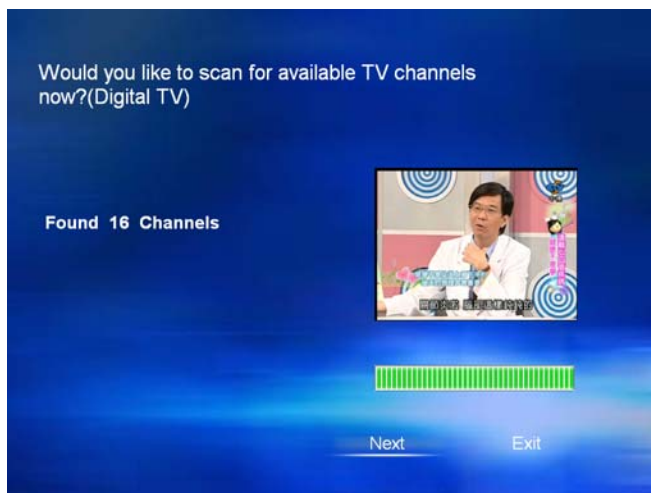 Would you like to scan for available TV channels
now?(Digital TV)
Found 16 Channels
Next
Exit